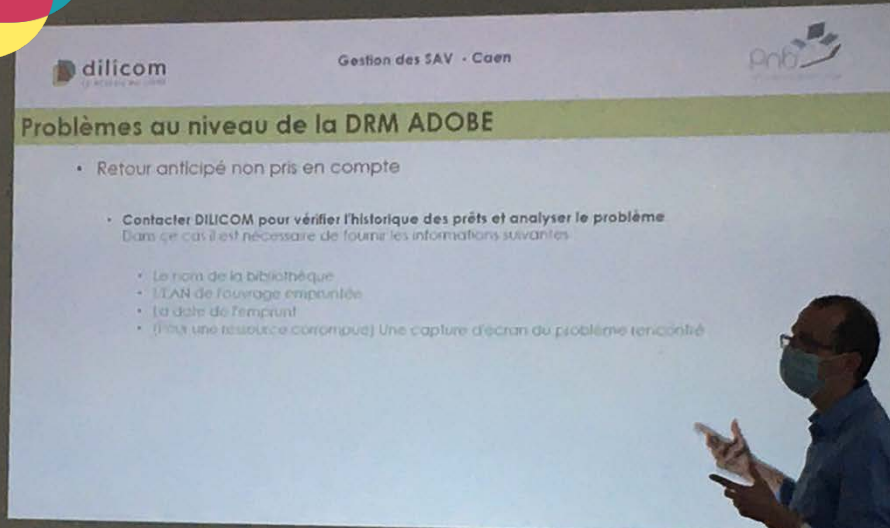 dilicom
Gestion des SAV - Caen
pnb
Problèmes au niveau de la DRM ADOBE
• Retour anticipé non pris en compte
• Contacter DILICOM pour vérifier l'historique des prêts et analyser le problème
Dans ce cas il est nécessaire de fournir les informations suivantes
• Le nom de la bibliothèque
• L'EAN de l'ouvrage empruntée
• La date de l'emprunt
• (Pour une ressource corrompue) Une capture d'écran du problème rencontré